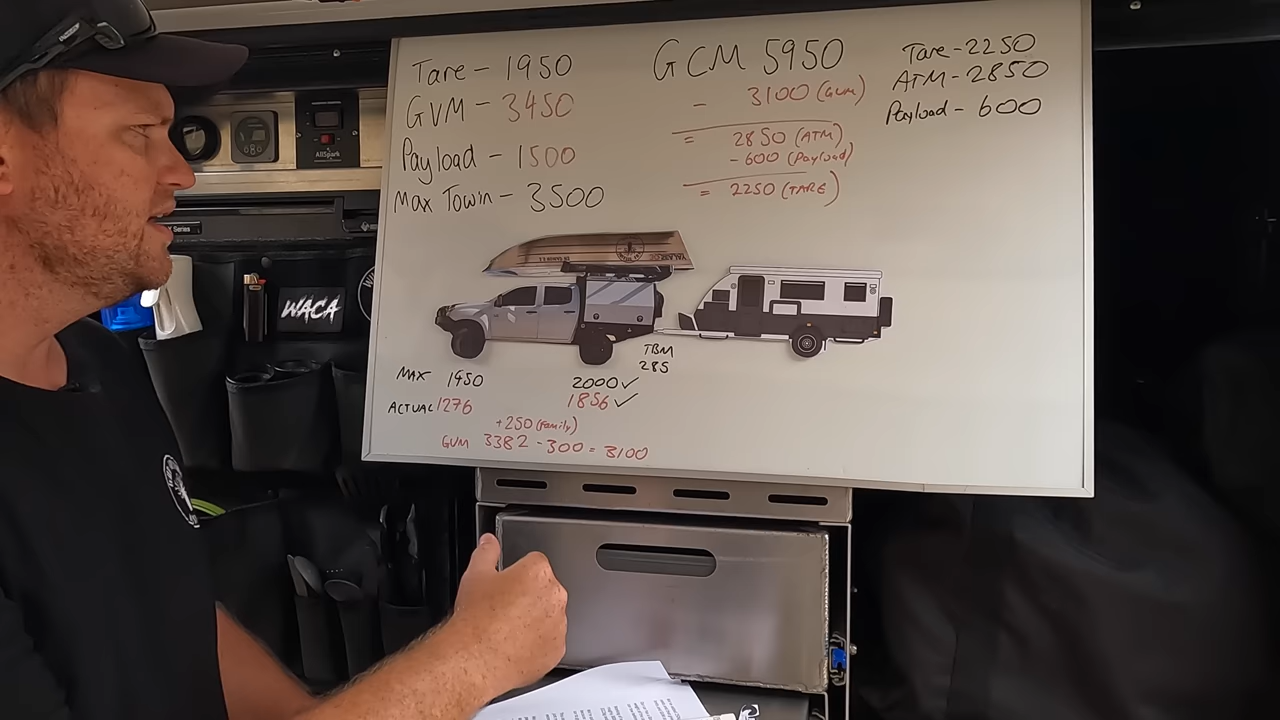 Tare - 1950
GVM - 3450
Payload - 1500
Max Towin - 3500
GCM 5950
- 3100 (GVM)
= 2850 (ATM)
- 600 (Payload)
= 2250 (TARE)
Tare - 2250
ATM - 2850
Payload - 600
TBM
285
MAX 1450 2000 ✓
ACTUAL 1276 1856 ✓
+ 250 (family)
GVM 3382 - 300 = 3100
AllSpark
Series
WACA